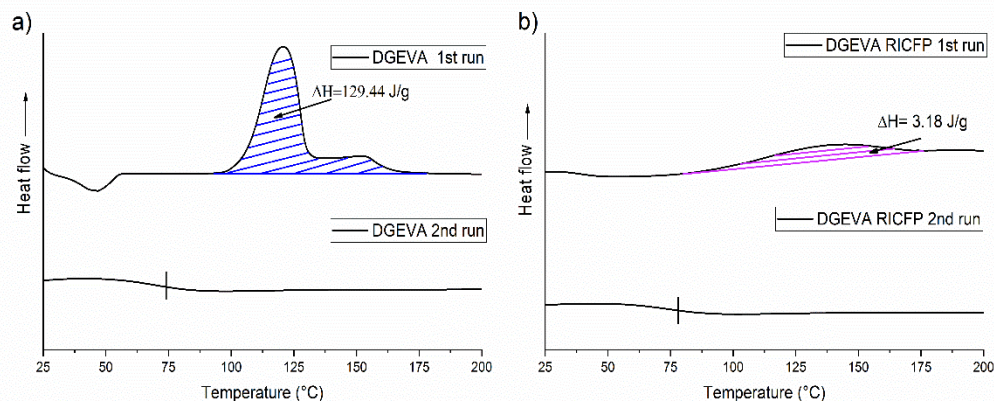 a)
DGEVA 1st run
ΔH=129.44 J/g
DGEVA 2nd run
Heat flow
25 50 75 100 125 150 175 200
Temperature (°C)
b)
DGEVA RICFP 1st run
ΔH= 3.18 J/g
DGEVA RICFP 2nd run
Heat flow
25 50 75 100 125 150 175 200
Temperature (°C)